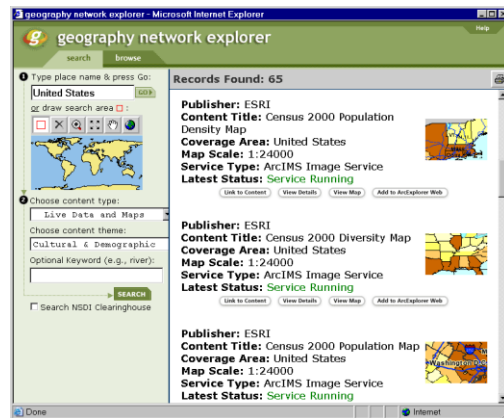 geography network explorer - Microsoft Internet Explorer
geography network explorer
Help
search browse
1 Type place name & press Go:
United States GO
or draw search area :
2 Choose content type:
Live Data and Maps
Choose content theme:
Cultural & Demographic
Optional Keyword (e.g., river):
SEARCH
Search NSDI Clearinghouse
Records Found: 65
Publisher: ESRI
Content Title: Census 2000 Population
Density Map
Coverage Area: United States
Map Scale: 1:24000
Service Type: ArcIMS Image Service
Latest Status: Service Running
Link to Content View Details View Map Add to ArcExplorer Web
Publisher: ESRI
Content Title: Census 2000 Diversity Map
Coverage Area: United States
Map Scale: 1:24000
Service Type: ArcIMS Image Service
Latest Status: Service Running
Link to Content View Details View Map Add to ArcExplorer Web
Publisher: ESRI
Content Title: Census 2000 Population Map
Coverage Area: United States
Map Scale: 1:24000
Service Type: ArcIMS Image Service
Latest Status: Service Running
Washington D
Done
Internet